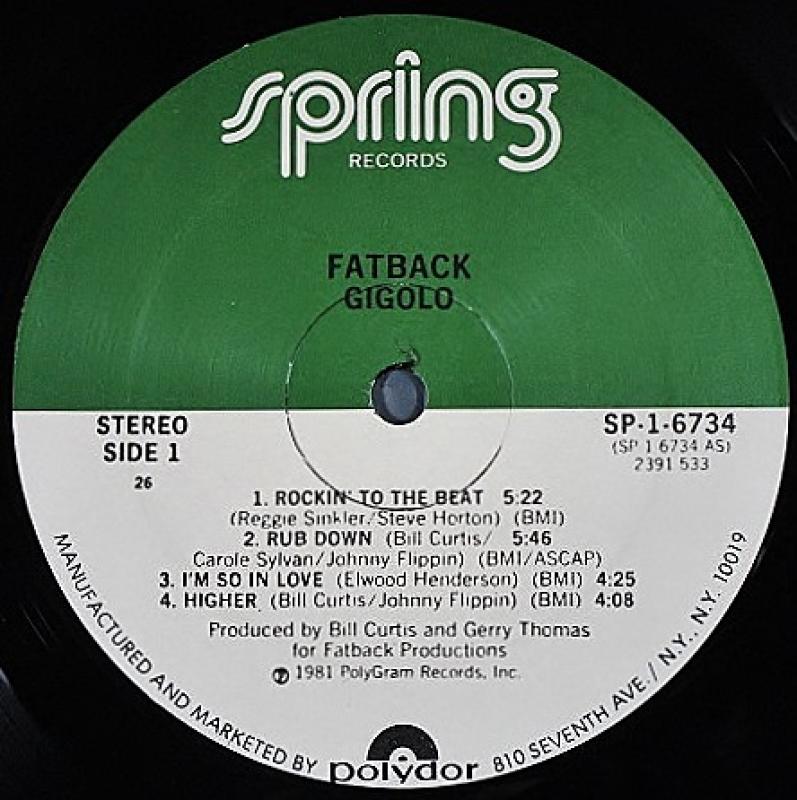 spring
RECORDS
FATBACK
GIGOLO
STEREO
SIDE 1
26
SP-1-6734
(SP 1 6734 AS)
2391 533
1. ROCKIN' TO THE BEAT 5:22
(Reggie Sinkler/Steve Horton) (BMI)
2. RUB DOWN (Bill Curtis/ 5:46
Carole Sylvan/Johnny Flippin) (BMI/ASCAP)
3. I'M SO IN LOVE (Elwood Henderson) (BMI) 4:25
4. HIGHER (Bill Curtis/Johnny Flippin) (BMI) 4:08
Produced by Bill Curtis and Gerry Thomas
for Fatback Productions
℗ 1981 PolyGram Records, Inc.
MANUFACTURED AND MARKETED BY polydor 810 SEVENTH AVE. / N.Y., N.Y. 10019